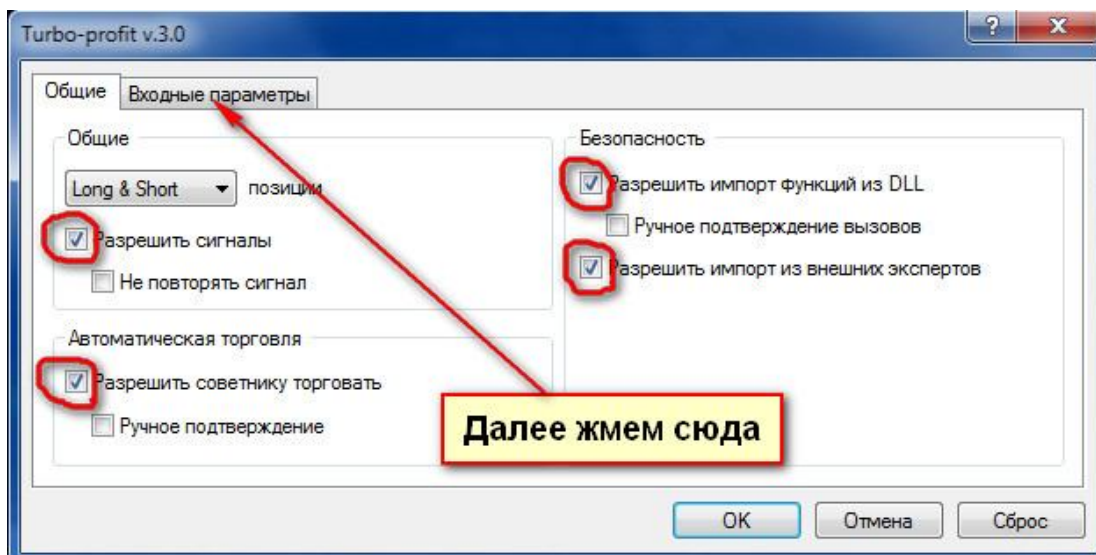 Turbo-profit v.3.0
Общие
Входные параметры
Общие
Long & Short
позиции
Разрешить сигналы
Не повторять сигнал
Автоматическая торговля
Разрешить советнику торговать
Ручное подтверждение
Безопасность
Разрешить импорт функций из DLL
Ручное подтверждение вызовов
Разрешить импорт из внешних экспертов
Далее жмем сюда
OK
Отмена
Сброс